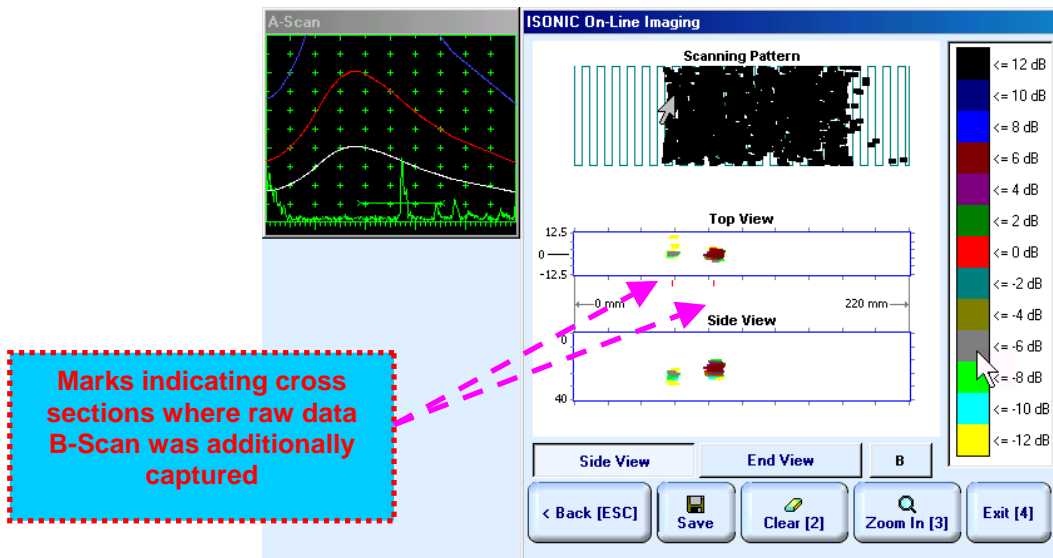 A-Scan
ISONIC On-Line Imaging
Scanning Pattern
Top View
12.5
0
-12.5
0 mm
220 mm
Side View
0
40
<= 12 dB
<= 10 dB
<= 8 dB
<= 6 dB
<= 4 dB
<= 2 dB
<= 0 dB
<= -2 dB
<= -4 dB
<= -6 dB
<= -8 dB
<= -10 dB
<= -12 dB
Marks indicating cross
sections where raw data
B-Scan was additionally
captured
Side View
End View
B
< Back [ESC]
Save
Clear [2]
Zoom In [3]
Exit [4]